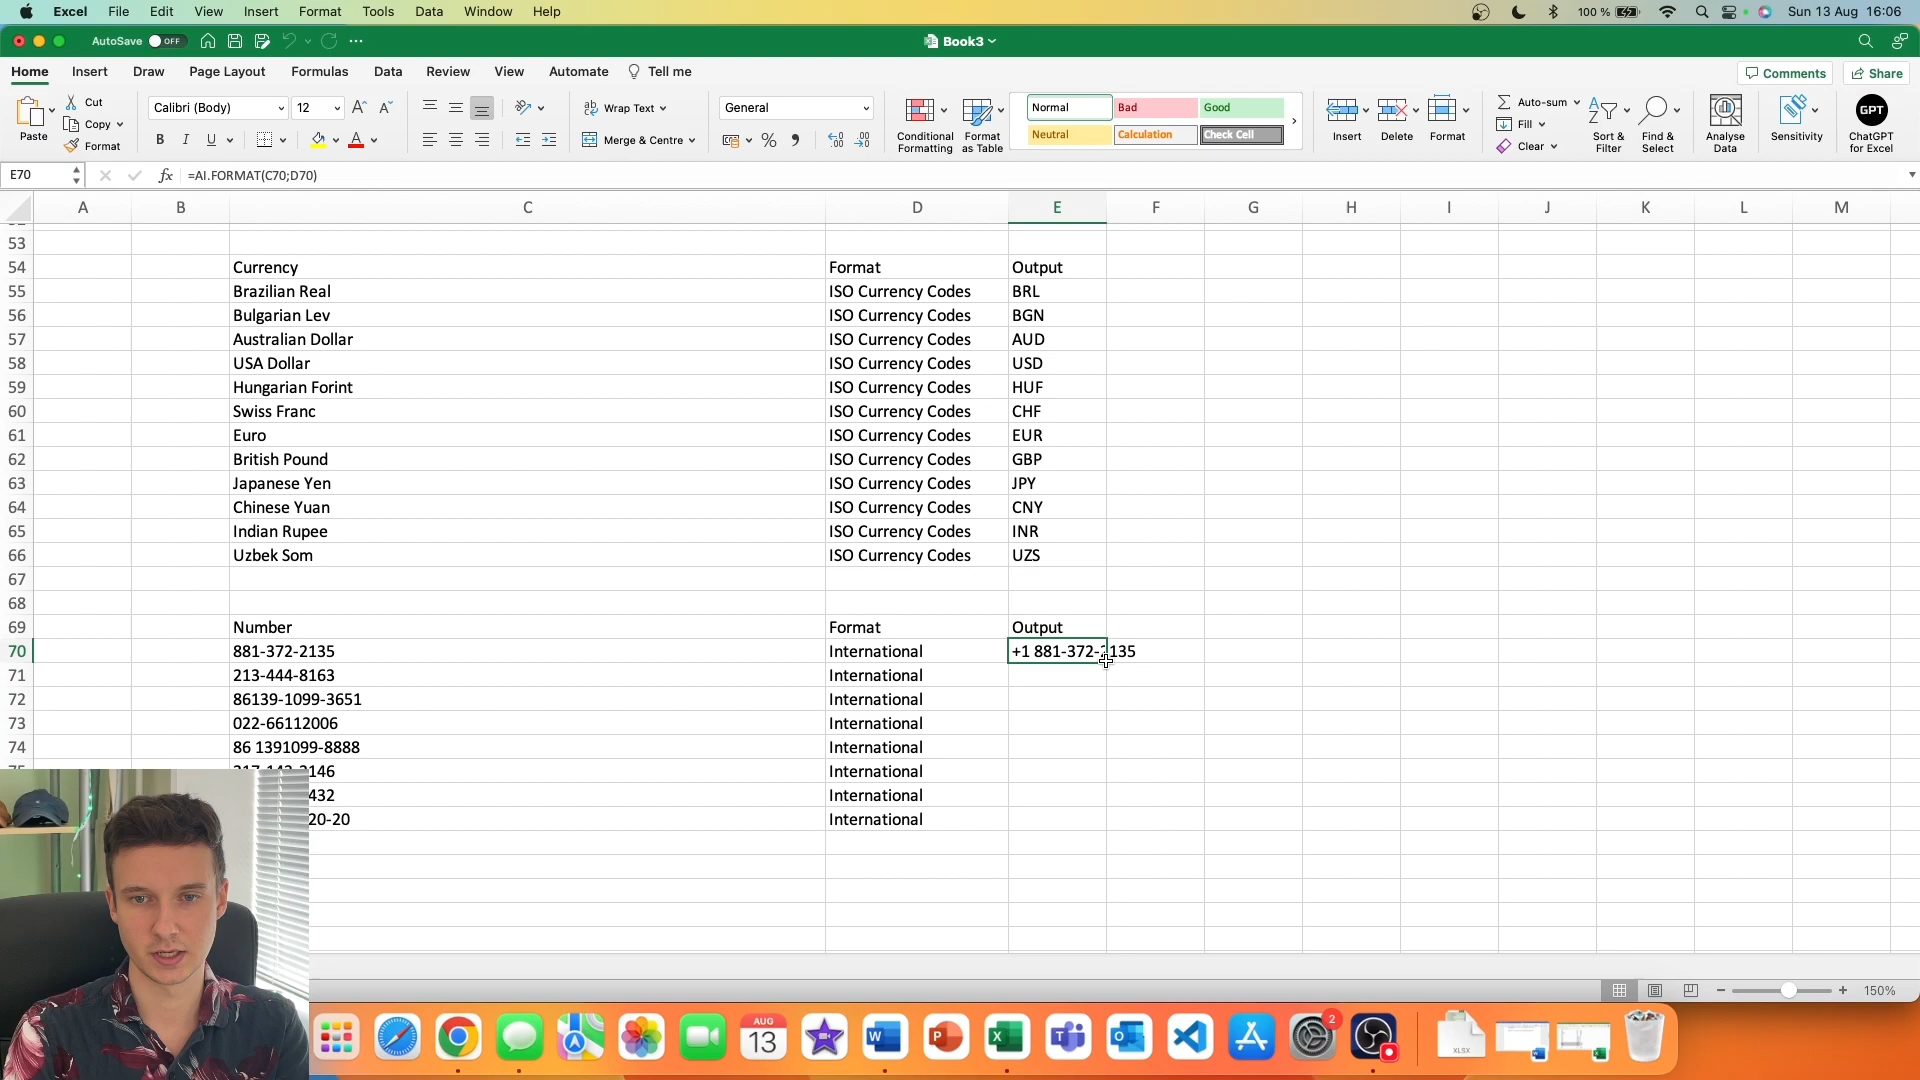 Excel File Edit View Insert Format Tools Data Window Help 100 % Sun 13 Aug 16:06
AutoSave OFF Book3
Home Insert Draw Page Layout Formulas Data Review View Automate Tell me Comments Share
Paste Cut Copy Format
Calibri (Body) 12 A A
B I U A
Wrap Text
Merge & Centre
General
%
Conditional Formatting
Format as Table
Normal Bad Good
Neutral Calculation Check Cell
Insert Delete Format
Auto-sum
Fill
Clear
Sort & Filter
Find & Select
Analyse Data
Sensitivity
GPT
ChatGPT for Excel
E70 fx =AI.FORMAT(C70;D70)
A B C D E F G H I J K L M
53
54 Currency Format Output
55 Brazilian Real ISO Currency Codes BRL
56 Bulgarian Lev ISO Currency Codes BGN
57 Australian Dollar ISO Currency Codes AUD
58 USA Dollar ISO Currency Codes USD
59 Hungarian Forint ISO Currency Codes HUF
60 Swiss Franc ISO Currency Codes CHF
61 Euro ISO Currency Codes EUR
62 British Pound ISO Currency Codes GBP
63 Japanese Yen ISO Currency Codes JPY
64 Chinese Yuan ISO Currency Codes CNY
65 Indian Rupee ISO Currency Codes INR
66 Uzbek Som ISO Currency Codes UZS
67
68
69 Number Format Output
70 881-372-2135 International +1 881-372-2135
71 213-444-8163 International
72 86139-1099-3651 International
73 022-66112006 International
74 86 1391099-8888 International
International
432 International
20-20 International
150%
AUG
13
W P X T O 2
XLSX